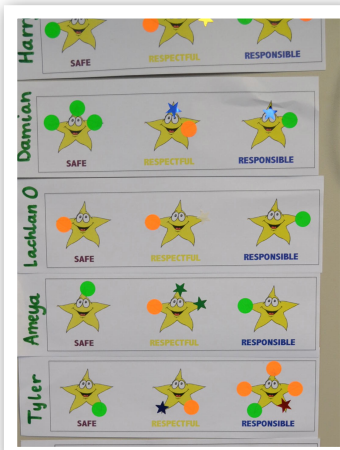 Harr
SAFE RESPECTFUL RESPONSIBLE
Damian
SAFE RESPECTFUL RESPONSIBLE
Lachlan O
SAFE RESPECTFUL RESPONSIBLE
Ameya
SAFE RESPECTFUL RESPONSIBLE
Tyler
SAFE RESPECTFUL RESPONSIBLE